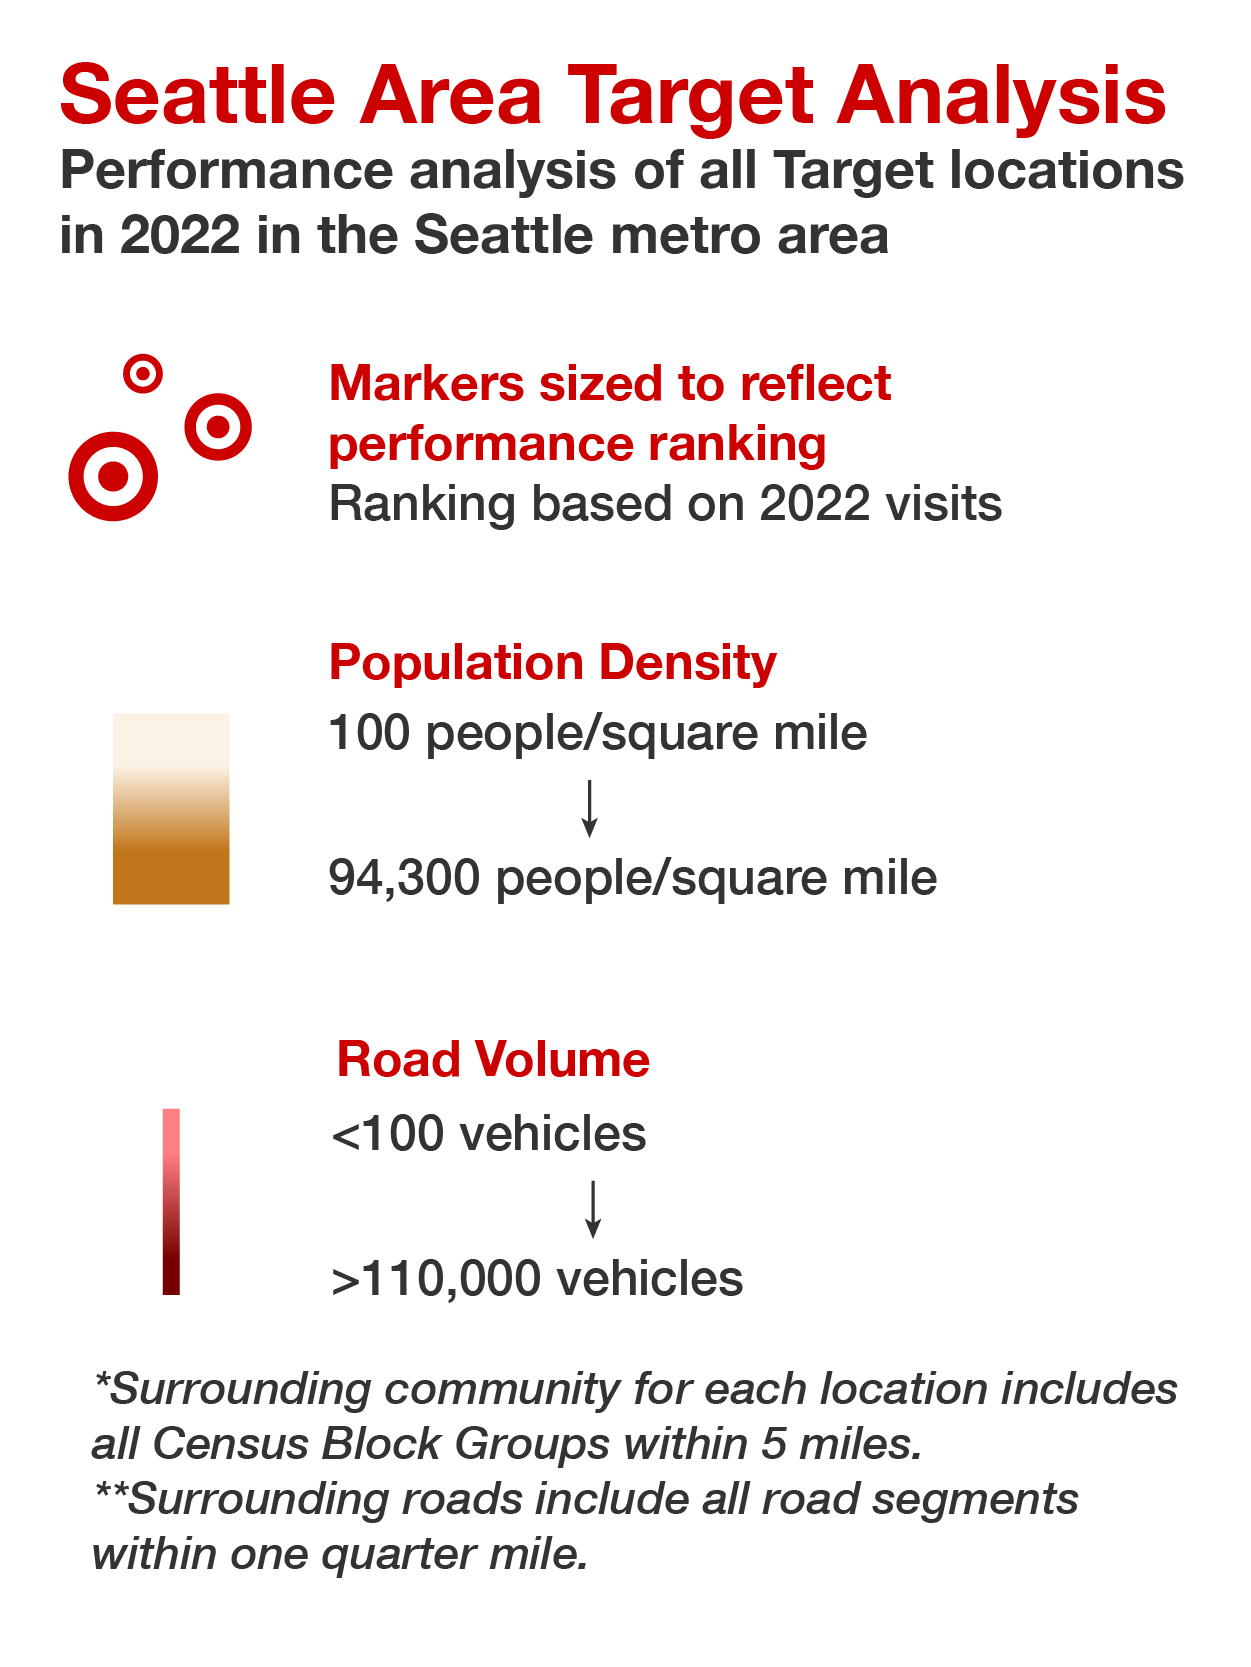 Seattle Area Target Analysis
Performance analysis of all Target locations
in 2022 in the Seattle metro area
Markers sized to reflect
performance ranking
Ranking based on 2022 visits
Population Density
100 people/square mile
94,300 people/square mile
Road Volume
<100 vehicles
>110,000 vehicles
*Surrounding community for each location includes
all Census Block Groups within 5 miles.
**Surrounding roads include all road segments
within one quarter mile.